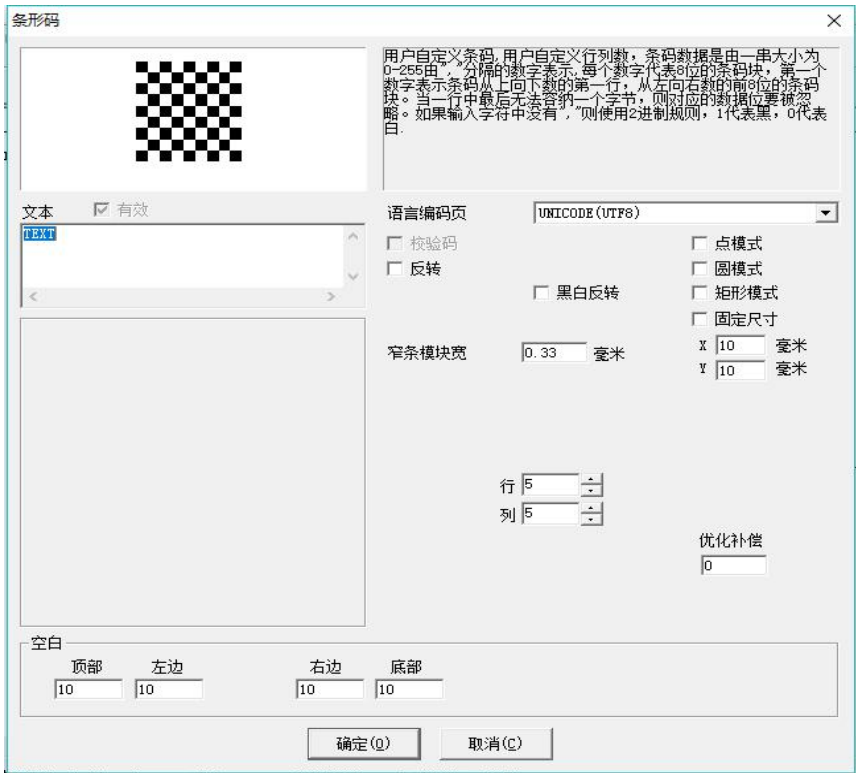 条形码
用户自定义条码,用户自定义行列数，条码数据是由一串大小为
0-255由","分隔的数字表示,每个数字代表8位的条码块，第一个
数字表示条码从上向下数的第一行，从左向右数的前8位的条码
块。当一行中最后无法容纳一个字节，则对应的数据位要被忽
略。如果输入字符中没有","则使用2进制规则，1代表黑，0代表
白.
文本 有效
TEXT
语言编码页 UNICODE(UTF8)
校验码 点模式
反转 圆模式
黑白反转 矩形模式
固定尺寸
窄条模块宽 0.33 毫米
X 10 毫米
Y 10 毫米
行 5
列 5
优化补偿
0
空白
顶部 左边 右边 底部
10 10 10 10
确定(O) 取消(C)